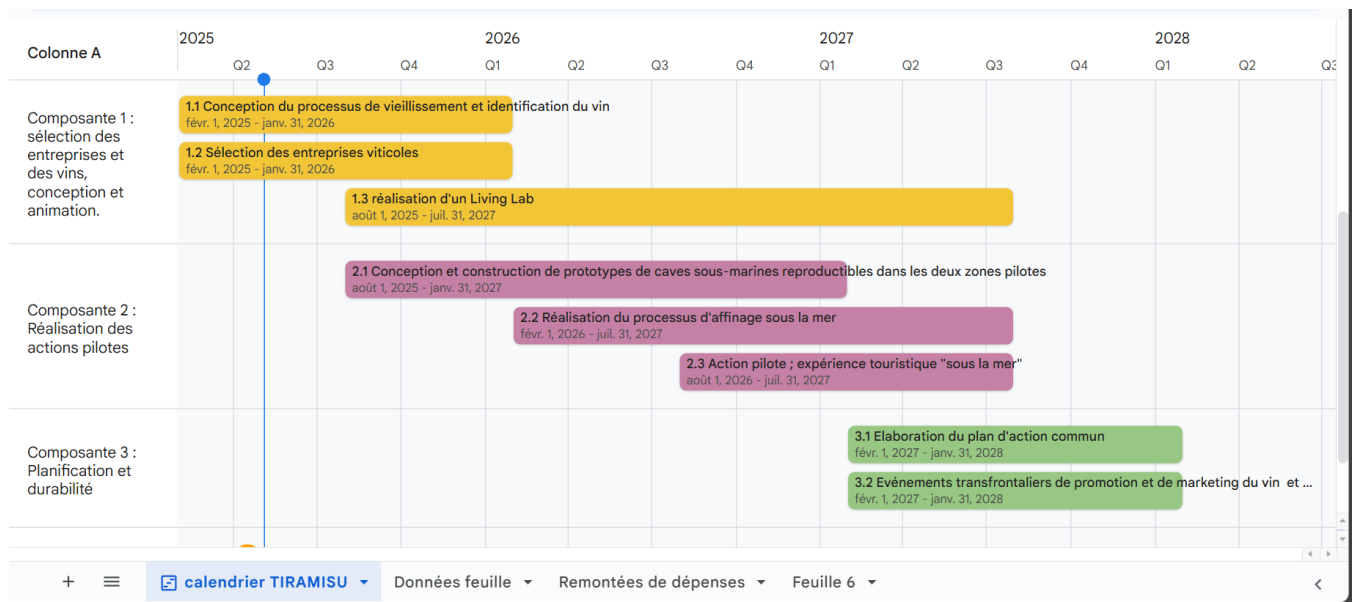 Colonne A
2025 2026 2027 2028
Q2 Q3 Q4 Q1 Q2 Q3 Q4 Q1 Q2 Q3 Q4 Q1 Q2 Q3
Composante 1 :
sélection des
entreprises et
des vins,
conception et
animation.
1.1 Conception du processus de vieillissement et identification du vin
févr. 1, 2025 - janv. 31, 2026
1.2 Sélection des entreprises viticoles
févr. 1, 2025 - janv. 31, 2026
1.3 réalisation d'un Living Lab
août 1, 2025 - juil. 31, 2027
Composante 2 :
Réalisation des
actions pilotes
2.1 Conception et construction de prototypes de caves sous-marines reproductibles dans les deux zones pilotes
août 1, 2025 - janv. 31, 2027
2.2 Réalisation du processus d'affinage sous la mer
févr. 1, 2026 - juil. 31, 2027
2.3 Action pilote ; expérience touristique "sous la mer"
août 1, 2026 - juil. 31, 2027
Composante 3 :
Planification et
durabilité
3.1 Elaboration du plan d'action commun
févr. 1, 2027 - janv. 31, 2028
3.2 Evénements transfrontaliers de promotion et de marketing du vin et ...
févr. 1, 2027 - janv. 31, 2028
calendrier TIRAMISU Données feuille Remontées de dépenses Feuille 6